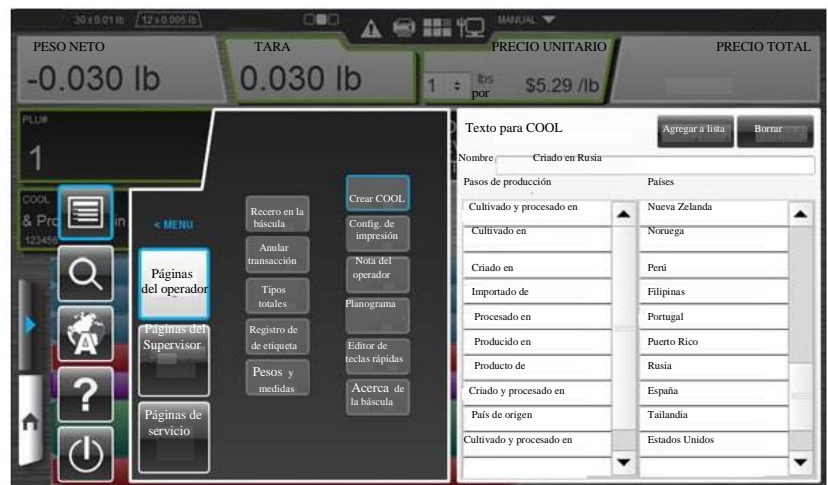 30 x 0.01 lb 12 x 0.005 lb
MANUAL
PESO NETO
-0.030 lb
TARA
0.030 lb
PRECIO UNITARIO
1 lbs
por
$5.29 /lb
PRECIO TOTAL
PLU#
1
COOL
& Pro in
123456
< MENU
Páginas
del operador
Páginas del
Supervisor
Páginas de
servicio
Recero en la
báscula
Anular
transacción
Tipos
totales
Registro de
de etiqueta
Pesos y
medidas
Crear COOL
Config. de
impresión
Nota del
operador
Planograma
Editor de
teclas rápidas
Acerca de
la báscula
Texto para COOL
Agregar a lista
Borrar
Nombre Criado en Rusia
Pasos de producción
Cultivado y procesado en
Cultivado en
Criado en
Importado de
Procesado en
Producido en
Producto de
Criado y procesado en
País de origen
Cultivado y procesado en
Países
Nueva Zelanda
Noruega
Perú
Filipinas
Portugal
Puerto Rico
Rusia
España
Tailandia
Estados Unidos